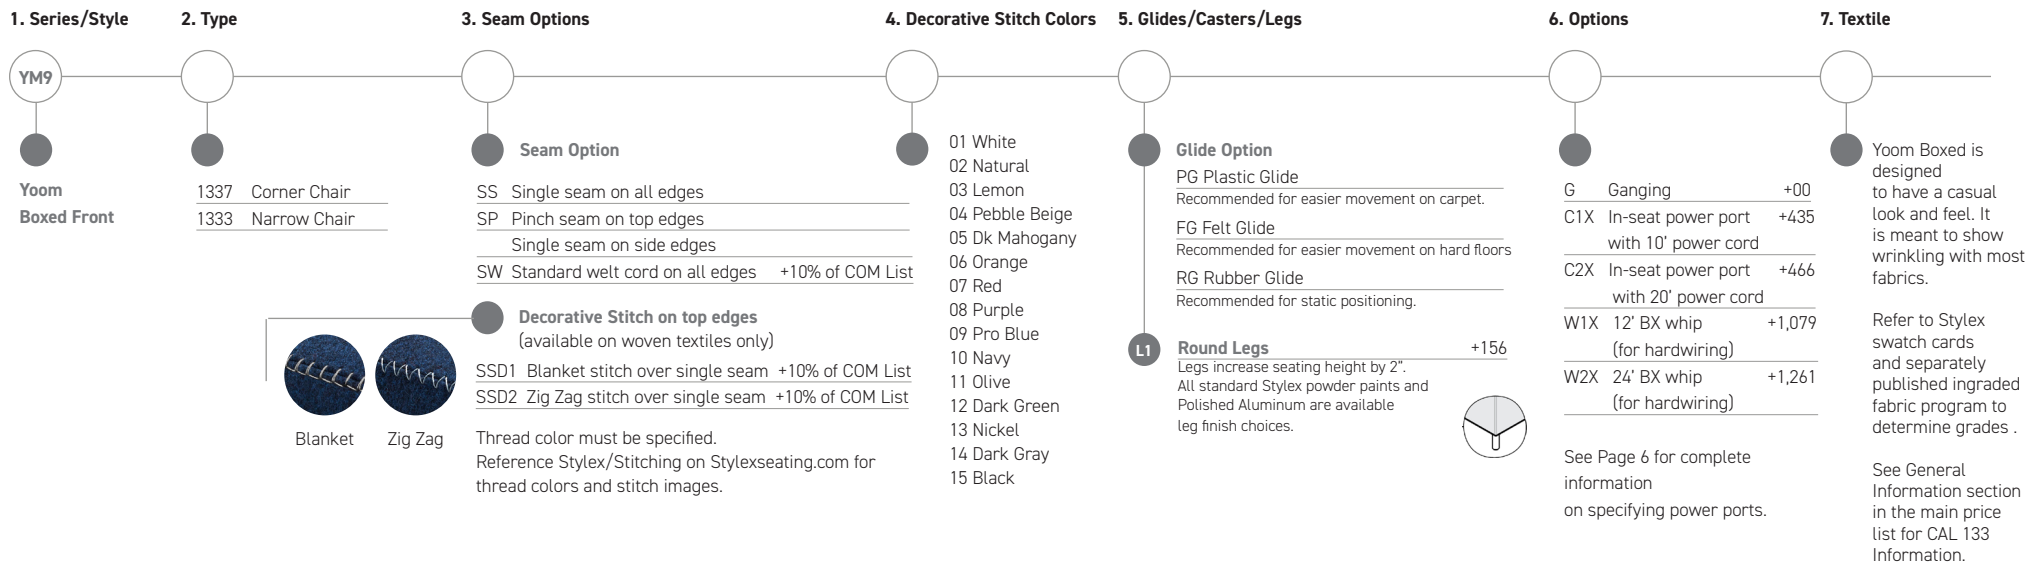 1. Series/Style
2. Type
3. Seam Options
4. Decorative Stitch Colors
5. Glides/Casters/Legs
6. Options
7. Textile
YM9
Yoom
Boxed Front
1337 Corner Chair
1333 Narrow Chair
Seam Option
SS Single seam on all edges
SP Pinch seam on top edges
Single seam on side edges
SW Standard welt cord on all edges +10% of COM List
Decorative Stitch on top edges
(available on woven textiles only)
SSD1 Blanket stitch over single seam +10% of COM List
SSD2 Zig Zag stitch over single seam +10% of COM List
Blanket
Zig Zag
Thread color must be specified.
Reference Stylex/Stitching on Stylexseating.com for
thread colors and stitch images.
01 White
02 Natural
03 Lemon
04 Pebble Beige
05 Dk Mahogany
06 Orange
07 Red
08 Purple
09 Pro Blue
10 Navy
11 Olive
12 Dark Green
13 Nickel
14 Dark Gray
15 Black
Glide Option
PG Plastic Glide
Recommended for easier movement on carpet.
FG Felt Glide
Recommended for easier movement on hard floors
RG Rubber Glide
Recommended for static positioning.
L1
Round Legs +156
Legs increase seating height by 2".
All standard Stylex powder paints and
Polished Aluminum are available
leg finish choices.
G Ganging +00
C1X In-seat power port +435
with 10' power cord
C2X In-seat power port +466
with 20' power cord
W1X 12' BX whip +1,079
(for hardwiring)
W2X 24' BX whip +1,261
(for hardwiring)
See Page 6 for complete
information
on specifying power ports.
Yoom Boxed is
designed
to have a casual
look and feel. It
is meant to show
wrinkling with most
fabrics.
Refer to Stylex
swatch cards
and separately
published ingraded
fabric program to
determine grades .
See General
Information section
in the main price
list for CAL 133
Information.